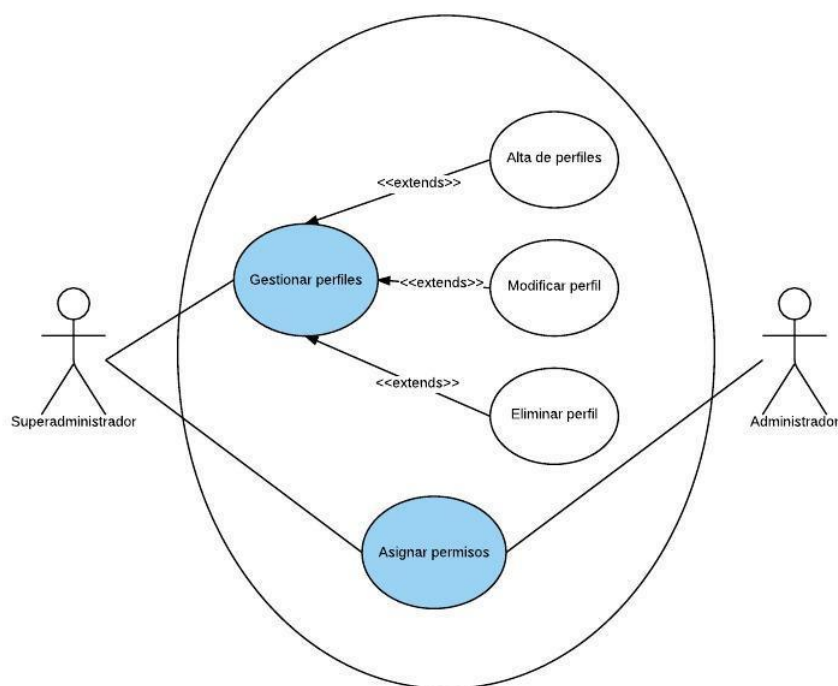 Alta de perfiles
<<extends>>
Gestionar perfiles
<<extends>>
Modificar perfil
<<extends>>
Eliminar perfil
Superadministrador
Administrador
Asignar permisos